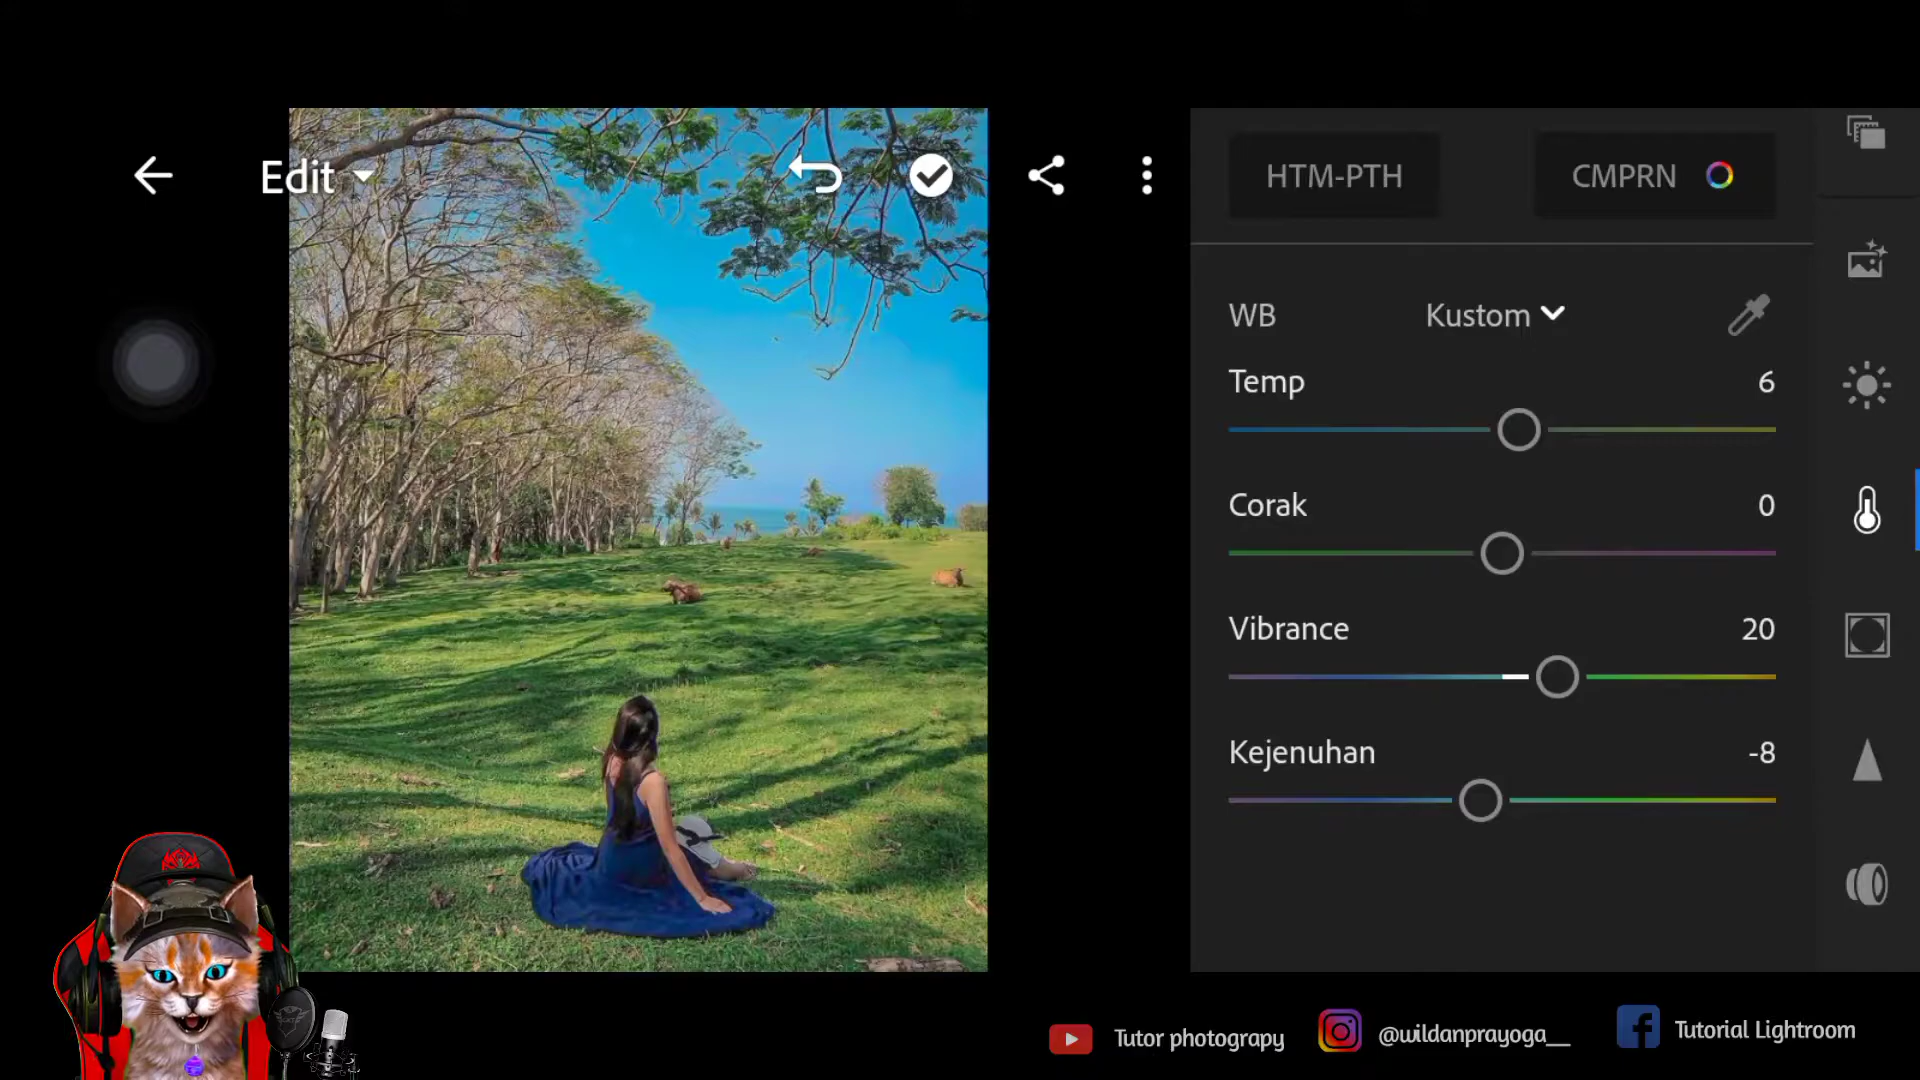 Edit
HTM-PTH
CMPRN
WB
Kustom
Temp
6
Corak
0
Vibrance
20
Kejenuhan
-8
Tutor photograpy
@wildanprayoga__
Tutorial Lightroom